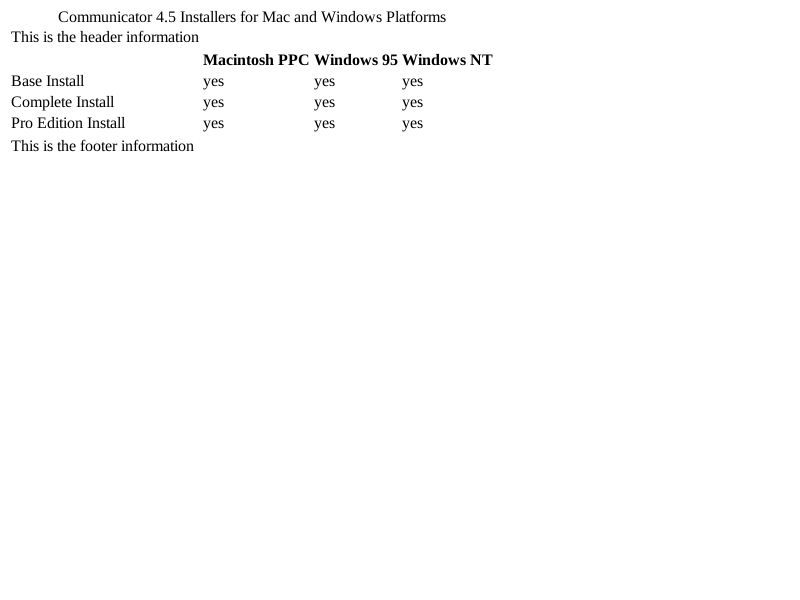 Communicator 4.5 Installers for Mac and Windows Platforms
This is the header information
Macintosh PPC Windows 95 Windows NT
Base Install yes yes yes
Complete Install yes yes yes
Pro Edition Install yes yes yes
This is the footer information